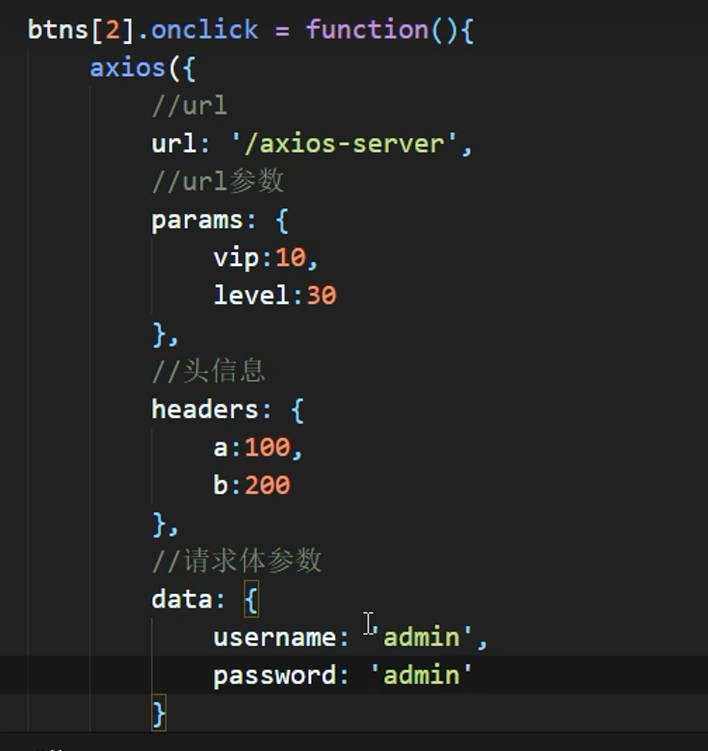 btns[2].onclick = function(){
axios({
//url
url: '/axios-server',
//url参数
params: {
vip:10,
level:30
},
//头信息
headers: {
a:100,
b:200
},
//请求体参数
data: {
username: 'admin',
password: 'admin'
}